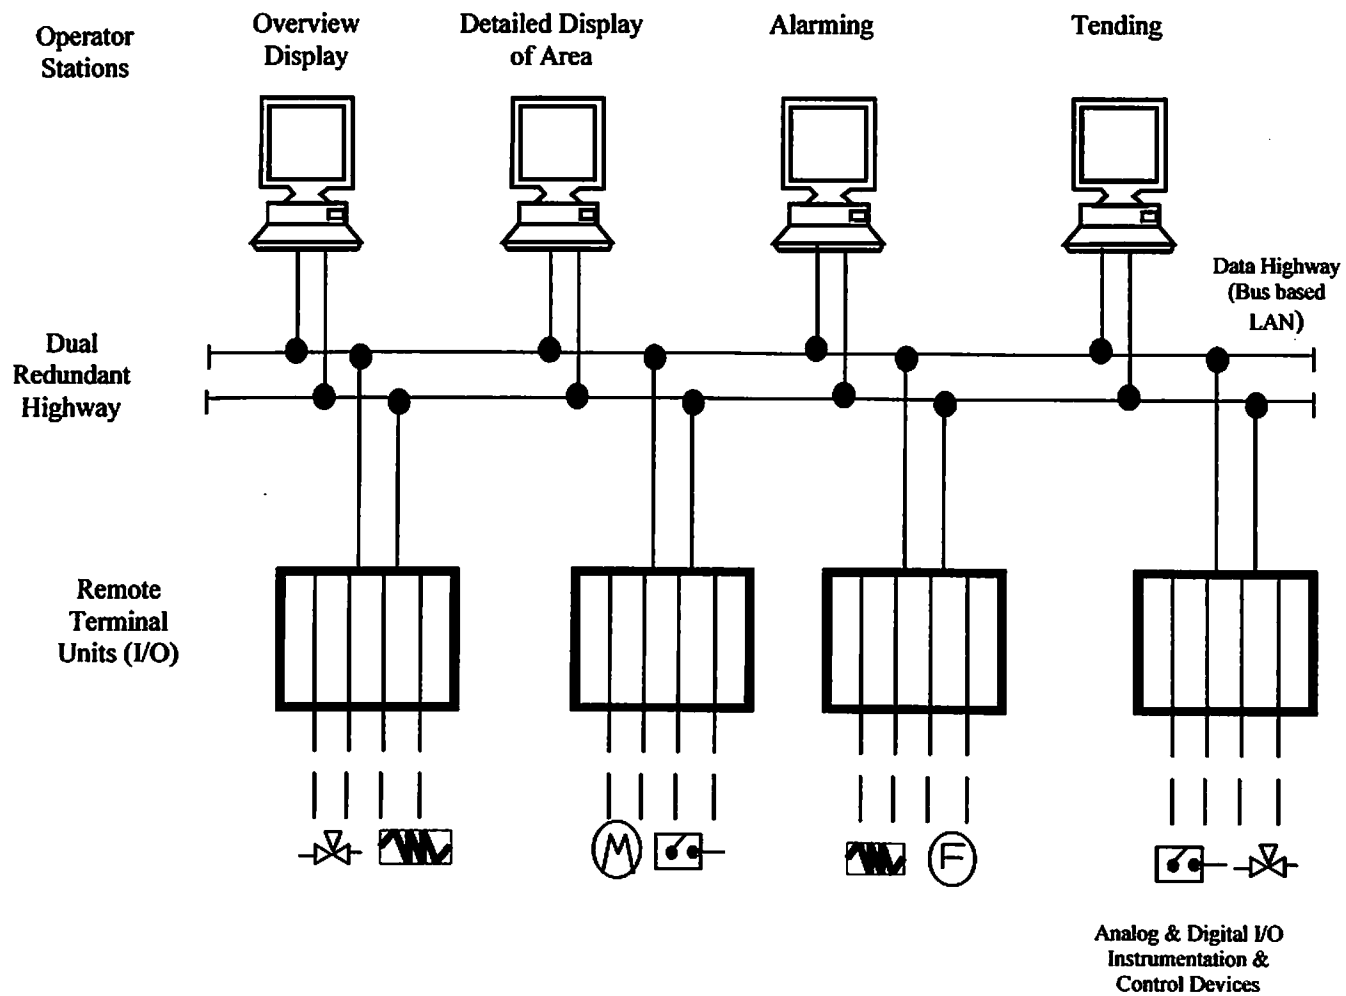 Operator
Stations
Overview
Display
Detailed Display
of Area
Alarming
Tending
Data Highway
(Bus based
LAN)
Dual
Redundant
Highway
Remote
Terminal
Units (I/O)
M
F
Analog & Digital I/O
Instrumentation &
Control Devices